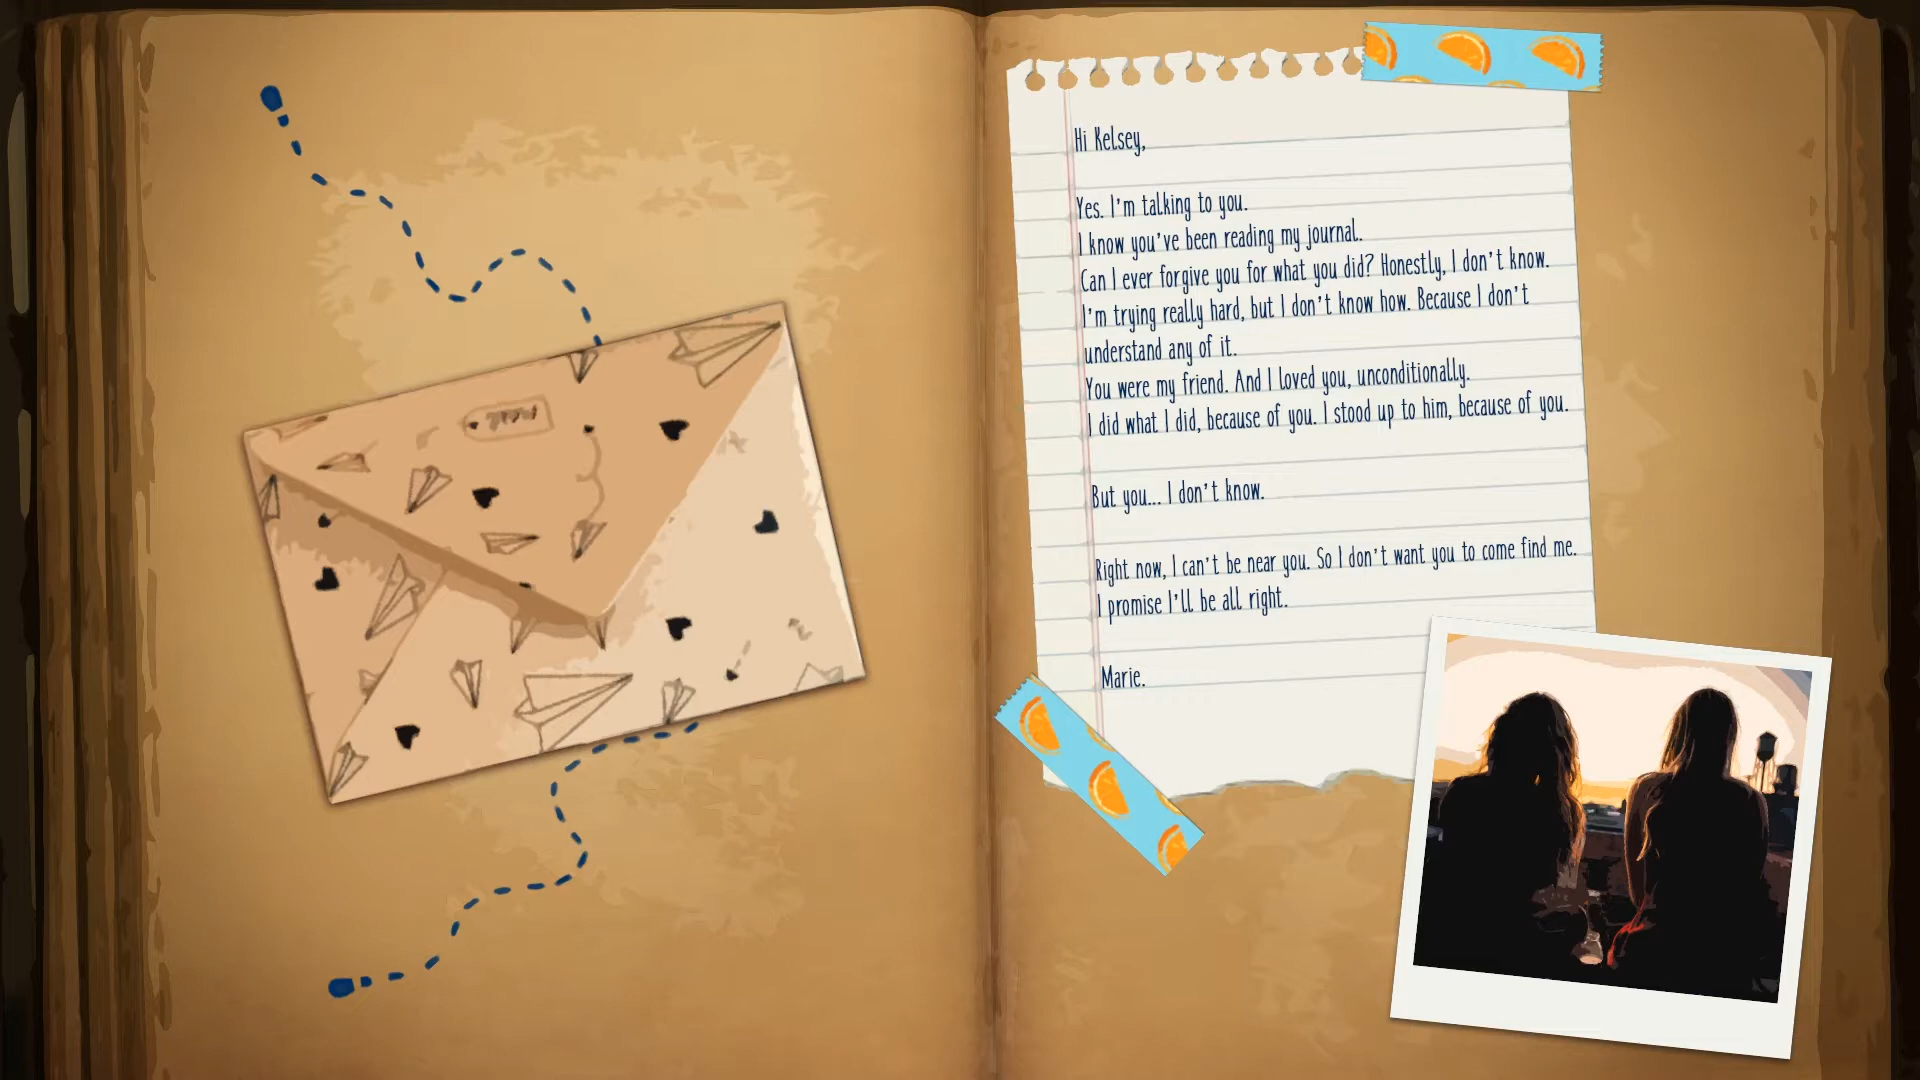 Hi Kelsey,
Yes. I'm talking to you.
I know you've been reading my journal.
Can I ever forgive you for what you did? Honestly, I don't know.
I'm trying really hard, but I don't know how. Because I don't
understand any of it.
You were my friend. And I loved you, unconditionally.
I did what I did, because of you. I stood up to him, because of you.
But you... I don't know.
Right now, I can't be near you. So I don't want you to come find me.
I promise I'll be all right.
Marie.